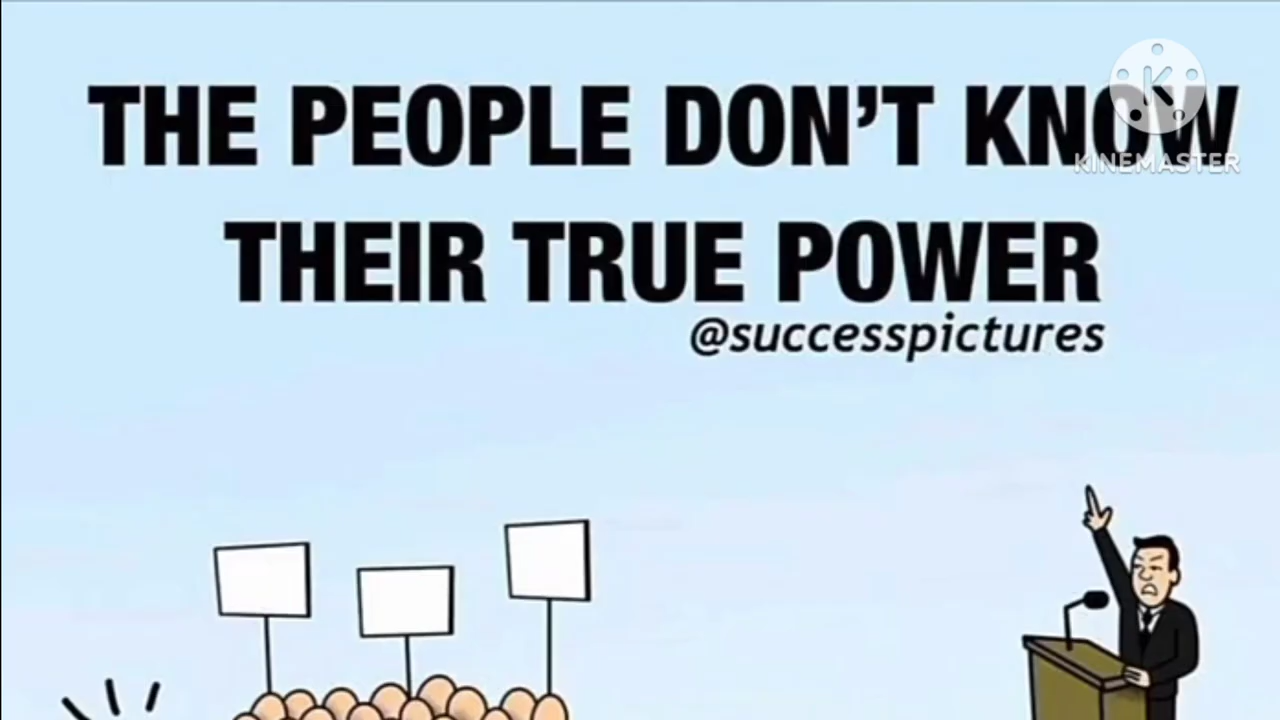 THE PEOPLE DON'T KNOW
KINEMASTER
THEIR TRUE POWER
@successpictures